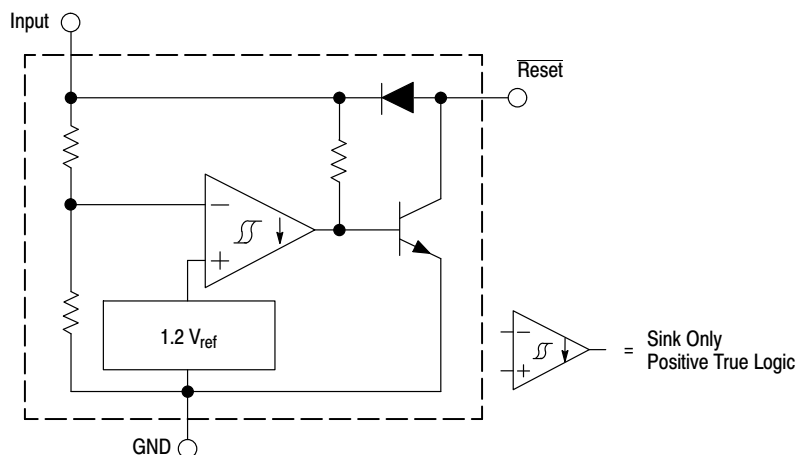 Input
Reset
−
+
1.2 Vref
−
+
= Sink Only
Positive True Logic
GND